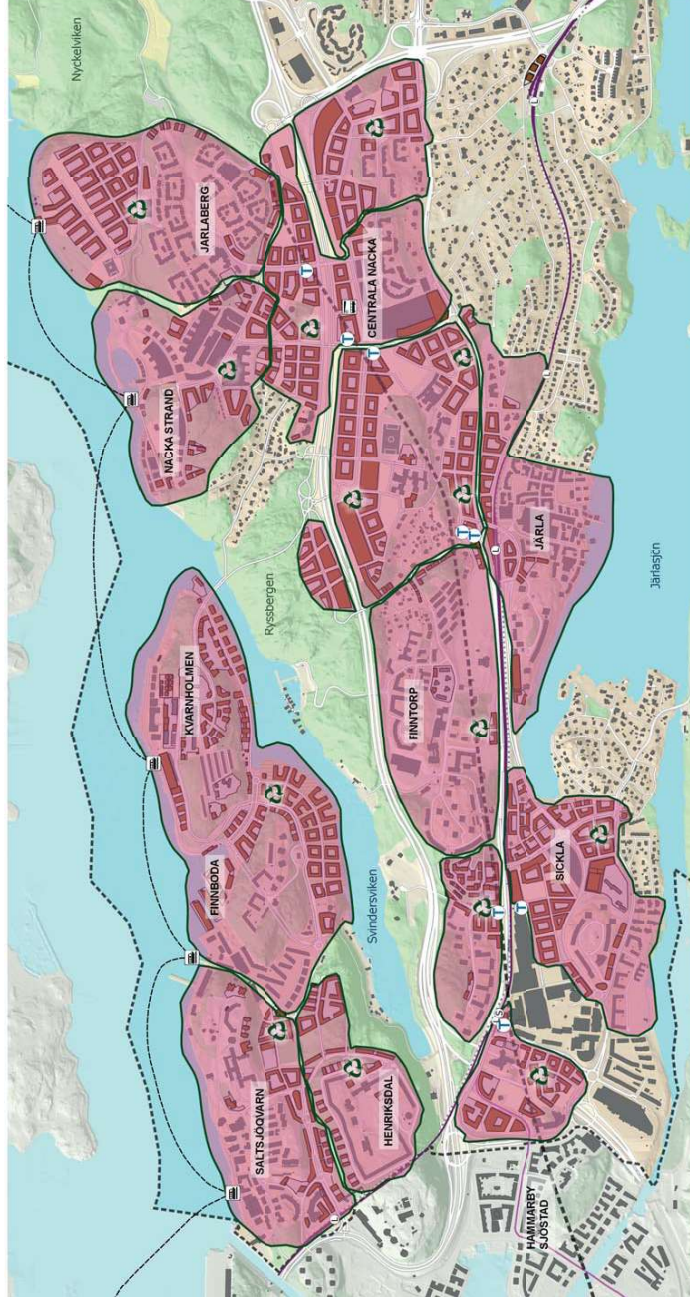 Nyckelviken
NACKA STRAND
KVARNHOLMEN
JARLABERG
FINNBODA
SALTSJÖQVARN
Ryssbergen
Svindersviken
CENTRALA NACKA
HENRIKSDAL
FINNTORP
HAMMARBY
SJÖSTAD
JÄRLA
SICKLA
Järlasjön